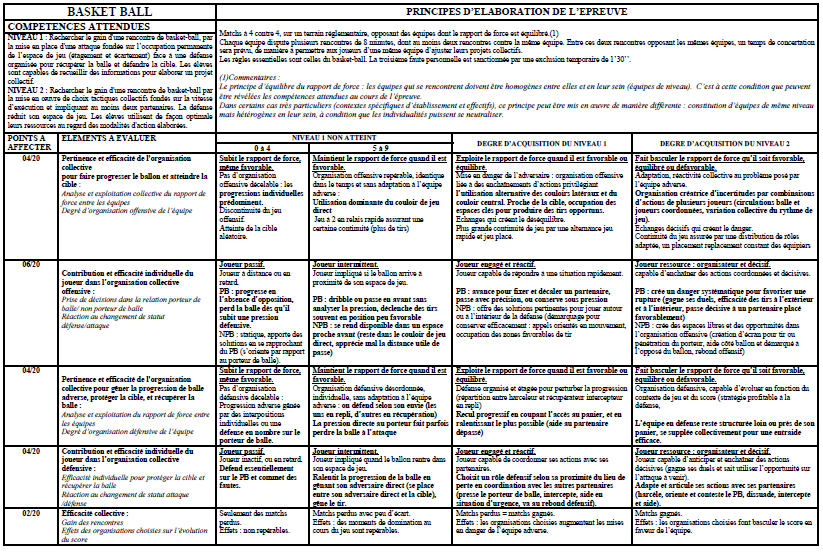 BASKET BALL
PRINCIPES D'ELABORATION DE L'EPREUVE
COMPETENCES ATTENDUES
NIVEAU 1 : Rechercher le gain d'une rencontre de basket-ball, par
la mise en place d'une attaque fondée sur l'occupation permanente
de l'espace de jeu (étagement et écartement) face à une défense
organisée pour récupérer la balle et défendre la cible. Les élèves
sont capables de recueillir des informations pour élaborer un projet
collectif.
NIVEAU 2 : Rechercher le gain d'une rencontre de basket-ball par
la mise en œuvre de choix tactiques collectifs fondés sur la vitesse
d'exécution et impliquant au moins deux partenaires. La défense
réduit son espace de jeu. Les élèves utilisent de façon optimale
leurs ressources au regard des modalités d'action élaborées.
Matchs à 4 contre 4, sur un terrain réglementaire, opposant des équipes dont le rapport de force est équilibré.(1)
Chaque équipe dispute plusieurs rencontres de 8 minutes, dont au moins deux rencontres contre la même équipe. Entre ces deux rencontres opposant les mêmes équipes, un temps de concertation
sera prévu, de manière à permettre aux joueurs d'une même équipe d'ajuster leurs projets collectifs.
Les règles essentielles sont celles du basket-ball. La troisième faute personnelle est sanctionnée par une exclusion temporaire de 1'30''.
(1)Commentaires :
Le principe d'équilibre du rapport de force : les équipes qui se rencontrent doivent être homogènes entre elles et en leur sein (équipes de niveau). C'est à cette condition que peuvent
être révélées les compétences attendues au cours de l'épreuve.
Dans certains cas très particuliers (contextes spécifiques d'établissement et effectifs), ce principe peut être mis en œuvre de manière différente : constitution d'équipes de même niveau
mais hétérogènes en leur sein, à condition que les individualités puissent se neutraliser.
POINTS A
AFFECTER
ELEMENTS A EVALUER
NIVEAU 1 NON ATTEINT
0 à 4
5 à 9
DEGRE D'ACQUISITION DU NIVEAU 1
DEGRE D'ACQUISITION DU NIVEAU 2
04/20
Pertinence et efficacité de l'organisation
collective
pour faire progresser le ballon et atteindre la
cible :
Analyse et exploitation collective du rapport de
force entre les équipes
Degré d'organisation offensive de l'équipe
Subit le rapport de force,
même favorable.
Pas d'organisation
offensive décelable : les
progressions individuelles
prédominent.
Discontinuité du jeu
offensif.
Atteinte de la cible
aléatoire.
Maintient le rapport de force quand il est
favorable.
Organisation offensive repérable, identique
dans le temps et sans adaptation à l'équipe
adverse :
Utilisation dominante du couloir de jeu
direct
Jeu à 2 en relais rapide assurant une
certaine continuité (plus de tirs)
Exploite le rapport de force quand il est favorable ou
équilibré.
Mise en danger de l'adversaire : organisation offensive
liée à des enchaînements d'actions privilégiant
l'utilisation alternative des couloirs latéraux et du
couloir central. Proche de la cible, occupation des
espaces clés pour produire des tirs opportuns.
Echanges qui créent le déséquilibre.
Plus grande continuité de jeu par une alternance jeu
rapide et jeu placé.
Fait basculer le rapport de force qu'il soit favorable,
équilibré ou défavorable.
Adaptation, réactivité collective au problème posé par
l'équipe adverse.
Organisation créatrice d'incertitudes par combinaisons
d'actions de plusieurs joueurs (circulations balle et
joueurs coordonnées, variation collective du rythme de
jeu).
Echanges décisifs qui créent le danger.
Continuité du jeu assurée par une distribution de rôles
adaptée, un placement replacement constant des équipiers
06/20
Contribution et efficacité individuelle du
joueur dans l'organisation collective
offensive :
Prise de décisions dans la relation porteur de
balle/ non porteur de balle
Réaction au changement de statut
défense/attaque
Joueur passif.
Joueur à distance ou en
retard.
PB : progresse en
l'absence d'opposition,
perd la balle dès qu'il
subit une pression
défensive.
NPB : statique, apporte des
solutions en se rapprochant
du PB (s'oriente par rapport
au porteur de balle).
Joueur intermittent.
Joueur impliqué si le ballon arrive à
proximité de son espace de jeu.
PB : dribble ou passe en avant sans
analyser la pression, déclenche des tirs
souvent en position peu favorable
NPB : se rend disponible dans un espace
proche avant (reste dans le couloir de jeu
direct, apprécie mal la distance utile de
passe)
Joueur engagé et réactif.
Joueur capable de répondre à une situation rapidement.
PB : avance pour fixer et décaler un partenaire,
passe avec précision, ou conserve sous pression
NPB : offre des solutions pertinentes pour jouer autour
ou à l'intérieur de la défense (démarquage pour
conserver efficacement : appels orientés en mouvement,
occupation des zones favorables de tir
Joueur ressource : organisateur et décisif.
capable d'enchaîner des actions coordonnées et décisives.
PB : crée un danger systématique pour favoriser une
rupture (gagne ses duels, efficacité des tirs à l'extérieur
et à l'intérieur, passe décisive à un partenaire placé
favorablement)
NPB : crée des espaces libres et des opportunités dans
l'organisation offensive (création d'écran pour tir ou
pénétration du porteur, aide côté ballon et démarqué à
l'opposé du ballon, rebond offensif)
04/20
Pertinence et efficacité de l'organisation
collective pour gêner la progression de balle
adverse, protéger la cible, et récupérer la
balle :
Analyse et exploitation du rapport de force entre
les équipes
Degré d'organisation défensive de l'équipe
Subit le rapport de force,
même favorable.
Pas d'organisation
défensive décelable :
Progression adverse gênée
par des interpositions
individuelles ou une
défense en nombre sur le
porteur de balle.
Maintient le rapport de force quand il est
favorable.
Organisation défensive désordonnée,
individuelle, sans adaptation à l'équipe
adverse : on défend selon son envie (les
uns en repli, d'autres en récupération)
La pression directe au porteur fait parfois
perdre la balle à l'attaque
Exploite le rapport de force quand il est favorable ou
équilibré.
Défense organisée et étagée pour perturber la progression
(répartition entre harceleur et récupérateur intercepteur
en repli)
Recul progressif en coupant l'accès au panier, et en
ralentissant le plus possible (aide au partenaire
dépassé)
Fait basculer le rapport de force qu'il soit favorable,
équilibré ou défavorable.
Organisation défensive, capable d'évoluer en fonction du
contexte de jeu et du score (stratégie profitable à la
défense,
L'équipe en défense reste structurée loin ou près de son
panier, se supplée collectivement pour une entraide
efficace.
04/20
Contribution et efficacité individuelle du
joueur dans l'organisation collective
défensive :
Efficacité individuelle pour protéger la cible et
récupérer la balle
Réaction au changement de statut attaque
/défense
Joueur passif.
Joueur inactif, ou en retard.
Défend essentiellement
sur le PB et commet des
fautes.
Joueur intermittent.
Joueur impliqué quand le ballon rentre dans
son espace de jeu.
Ralentit la progression de la balle en
gênant son adversaire direct (se place
entre son adversaire direct et la cible),
gêne le tir.
Joueur engagé et réactif.
Joueur capable de coordonner ses actions avec ses
partenaires.
Choisit un rôle défensif selon sa proximité du lieu de
perte en coordination avec les autres partenaires
(presse le porteur de balle, intercepte, aide en
situation d'urgence, va au rebond défensif).
Joueur ressource : organisateur et décisif.
Joueur capable d'anticiper et enchaîner des actions
décisives (gagne ses duels et sait utiliser l'opportunité sur
l'attaque à venir).
Adapte et articule ses actions avec ses partenaires
(harcèle, oriente et conteste le PB, dissuade, intercepte
et aide).
02/20
Efficacité collective :
Gain des rencontres
Effets des organisations choisies sur l'évolution
du score
Seulement des matchs
perdus.
Effets : non repérables.
Matchs perdus avec peu d'écart.
Effets : des moments de domination au
cours du jeu sont repérables.
Matchs perdus = matchs gagnés.
Effets : les organisations choisies augmentent les mises
en danger de l'équipe adverse.
Matchs gagnés.
Effets : les organisations choisies font basculer le score en
faveur de l'équipe.